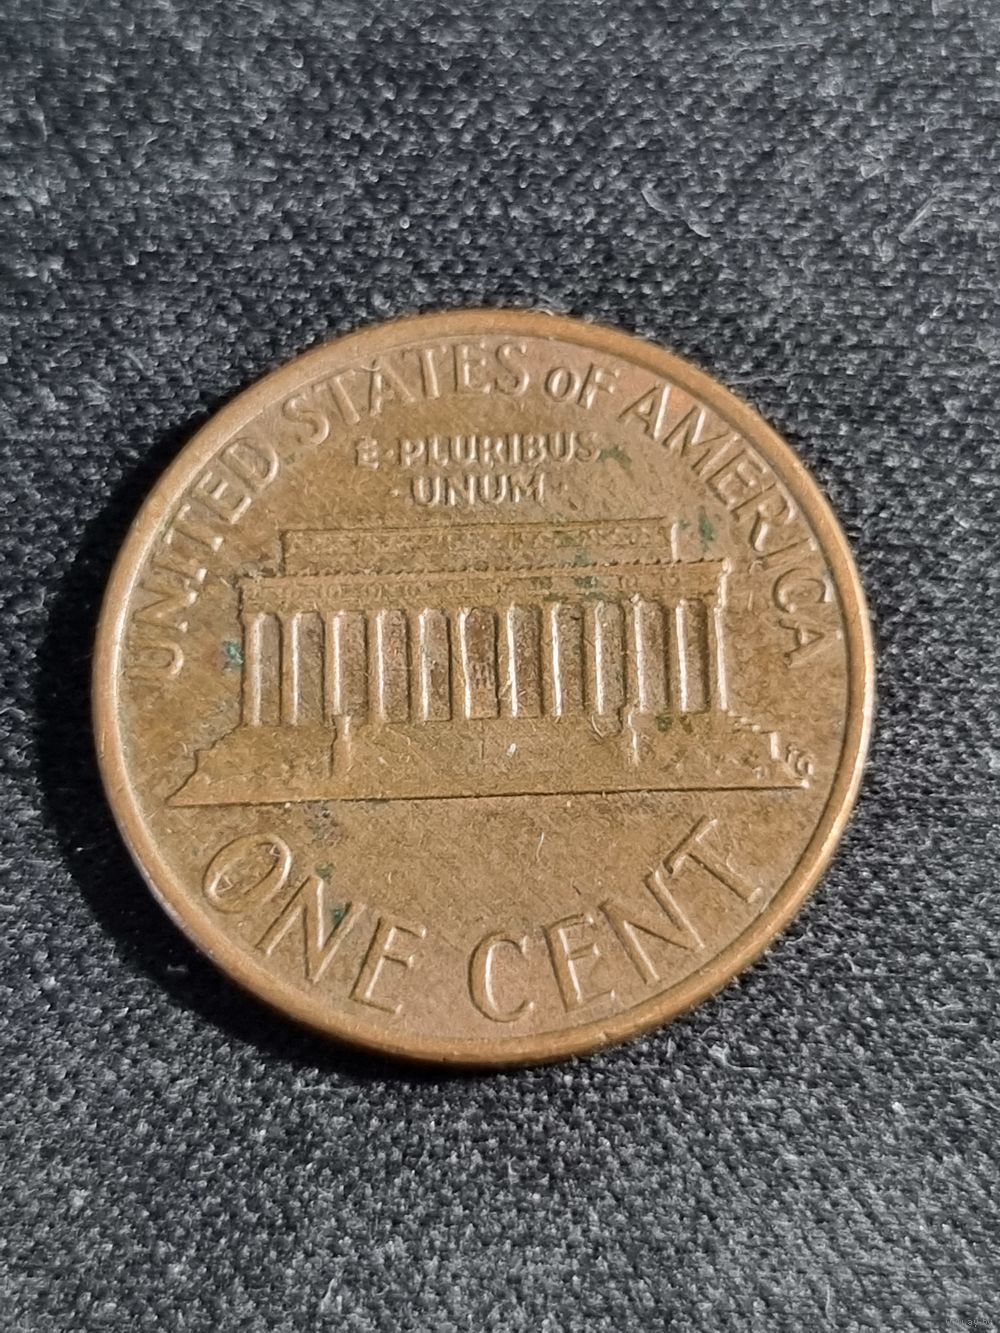 UNITED STATES OF AMERICA
E·PLURIBUS
·UNUM·
ONE CENT